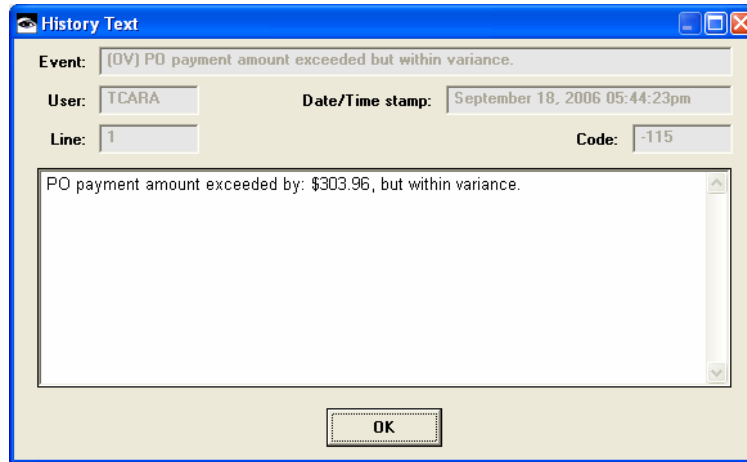 History Text
Event: (OV) PO payment amount exceeded but within variance.
User: TCARA Date/Time stamp: September 18, 2006 05:44:23pm
Line: 1 Code: -115
PO payment amount exceeded by: $303.96, but within variance.
OK